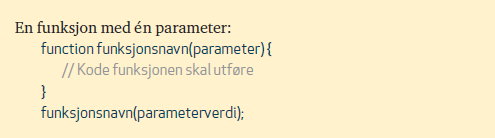 En funksjon med én parameter:
function funksjonsnavn(parameter) {
// Kode funksjonen skal utføre
}
funksjonsnavn(parameterverdi);